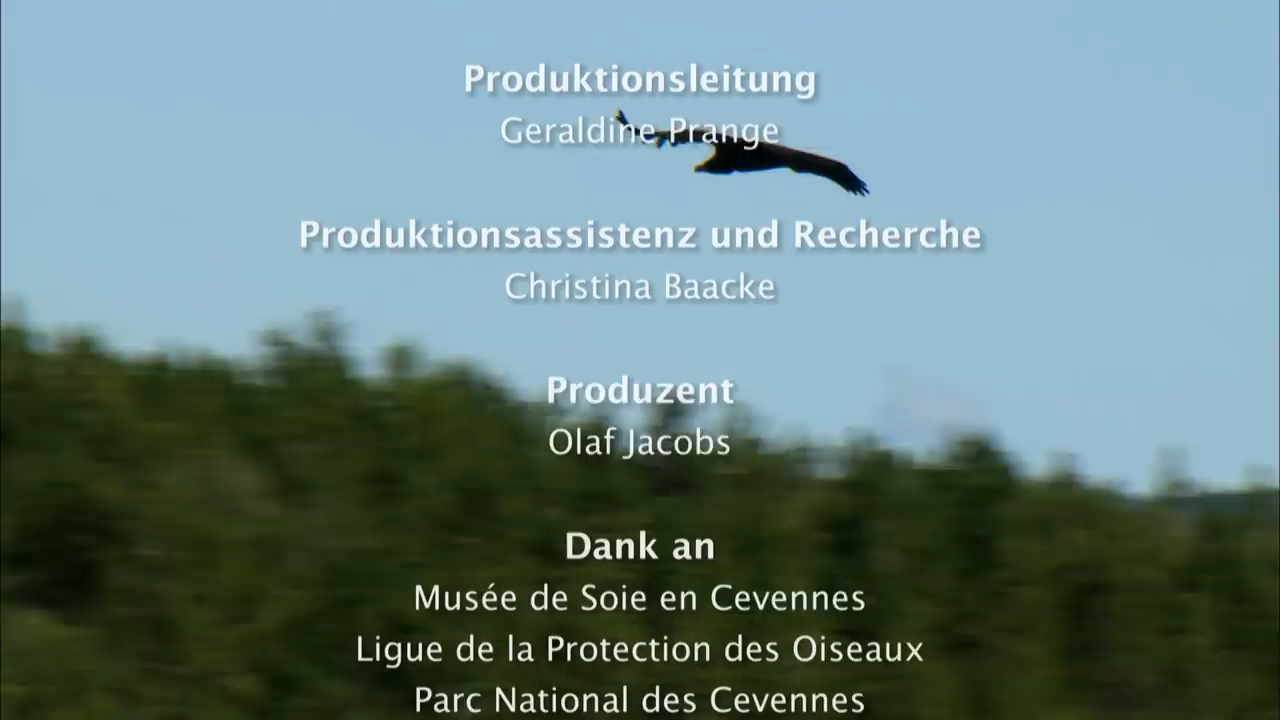 Produktionsleitung
Geraldine Prange
Produktionsassistenz und Recherche
Christina Baacke
Produzent
Olaf Jacobs
Dank an
Musée de Soie en Cevennes
Ligue de la Protection des Oiseaux
Parc National des Cevennes